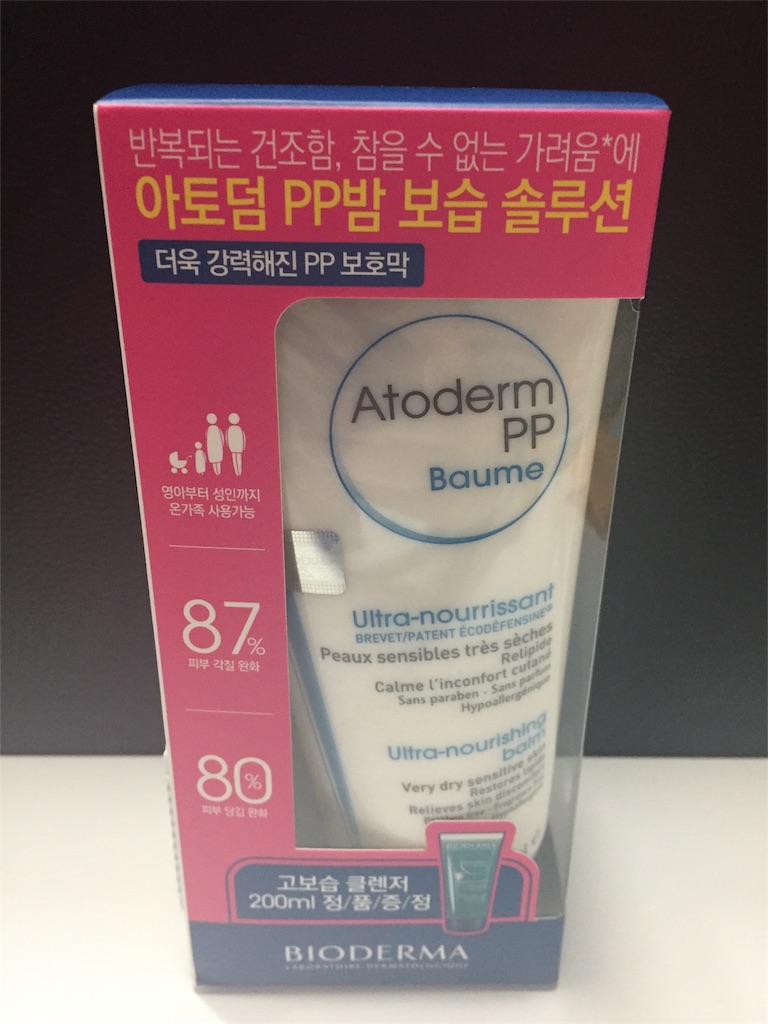 반복되는 건조함, 참을 수 없는 가려움*에
아토덤 PP밤 보습 솔루션
더욱 강력해진 PP 보호막
Atoderm
PP
Baume
영아부터 성인까지
온가족 사용가능
87%
피부 각질 완화
80%
피부 당김 완화
Ultra-nourrissant
BREVET/PATENT ÉCODÉFENSINE®
Peaux sensibles très sèches
Relipide
Calme l'inconfort cutané
Sans paraben - Sans parfum
Hypoallergénique
Ultra-nourishing
balm
Very dry sensitive skin
Restores lipids
Relieves skin
고보습 클렌저
200ml 정/품/증/정
BIODERMA
BIODERMA
LABORATOIRE DERMATOLOGIQUE